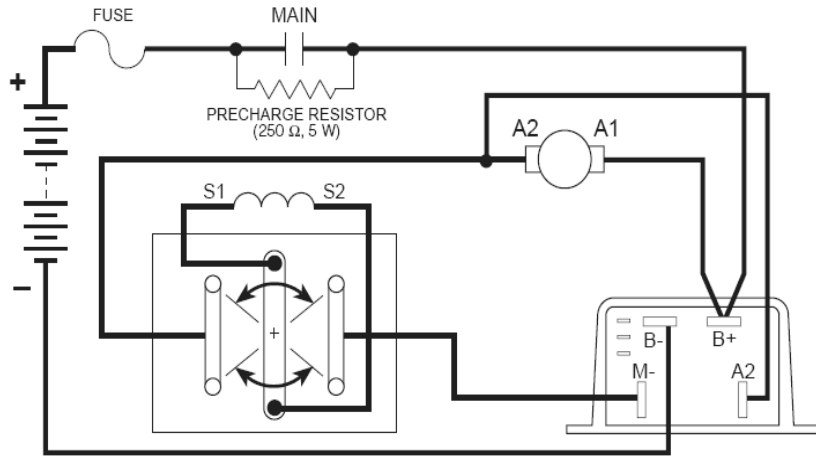 FUSE
MAIN
+
PRECHARGE RESISTOR
(250 Ω, 5 W)
A2
A1
S1
S2
−
+
B-
B+
M-
A2